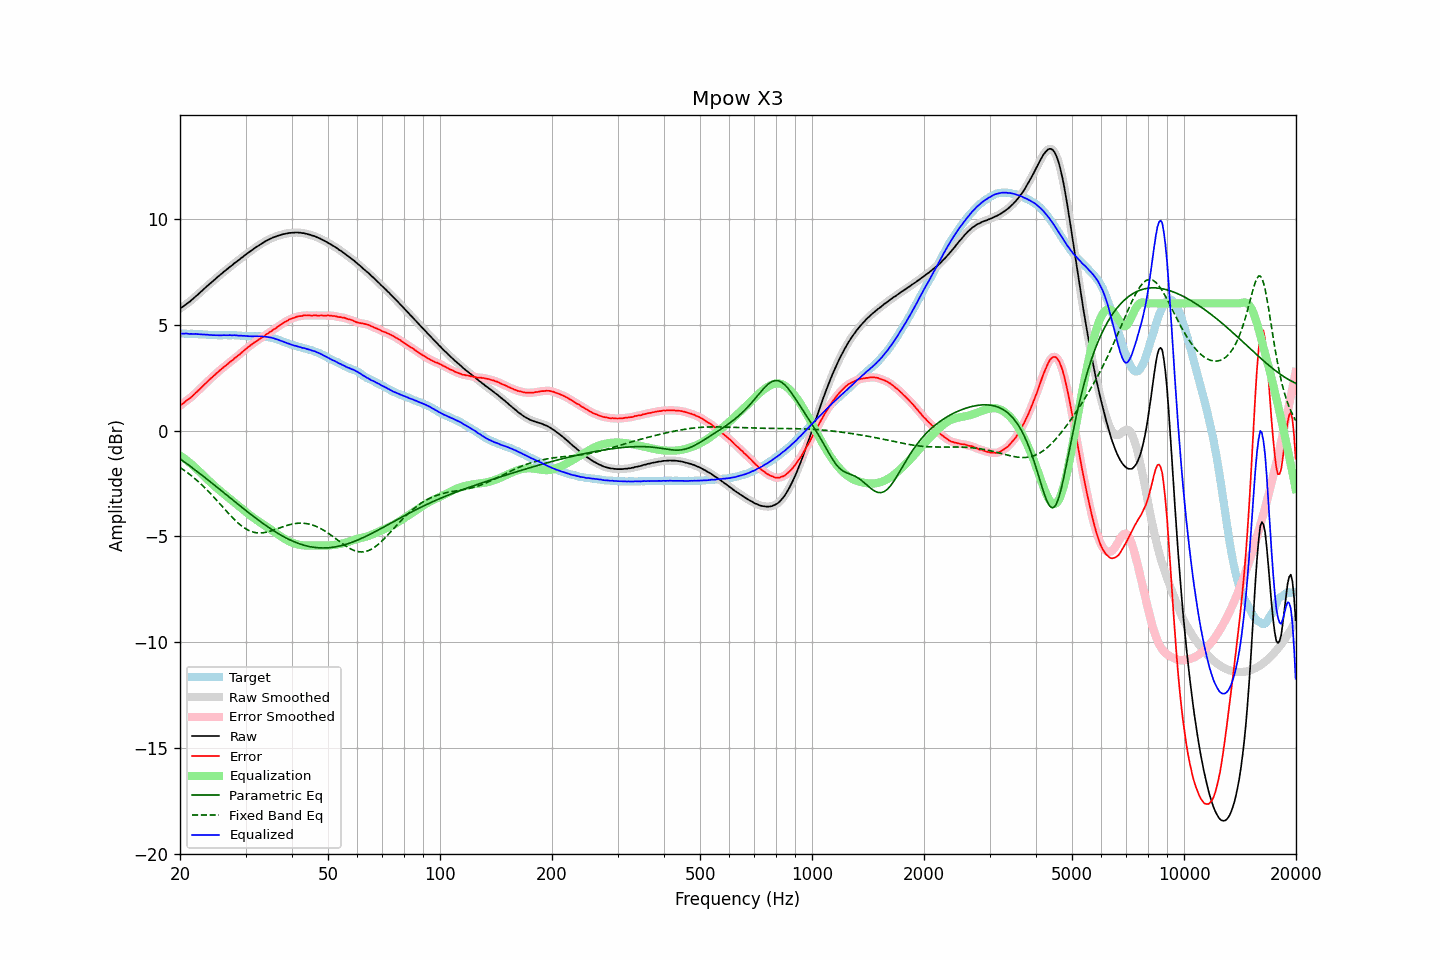 Mpow X3
Amplitude (dBr)
10
5
0
−5
−10
−15
−20
Target
Raw Smoothed
Error Smoothed
Raw
Error
Equalization
Parametric Eq
Fixed Band Eq
Equalized
20 50 100 200 500 1000 2000 5000 10000 20000
Frequency (Hz)